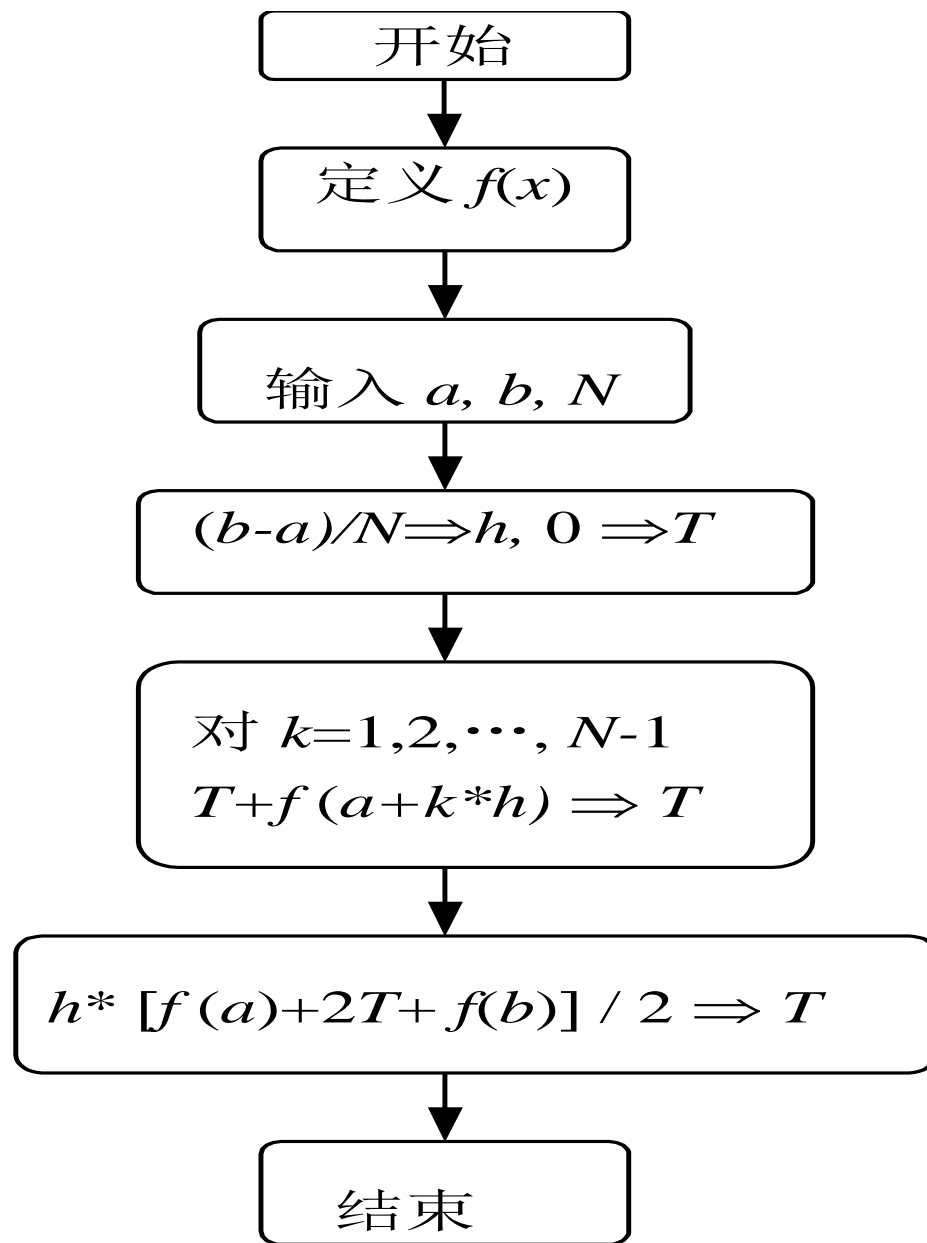 开始
定义 f(x)
输入 a, b, N
(b-a)/N⇒h, 0 ⇒T
对 k=1,2,⋯, N-1
T+f (a+k*h) ⇒ T
h* [f (a)+2T+ f(b)] / 2 ⇒ T
结束